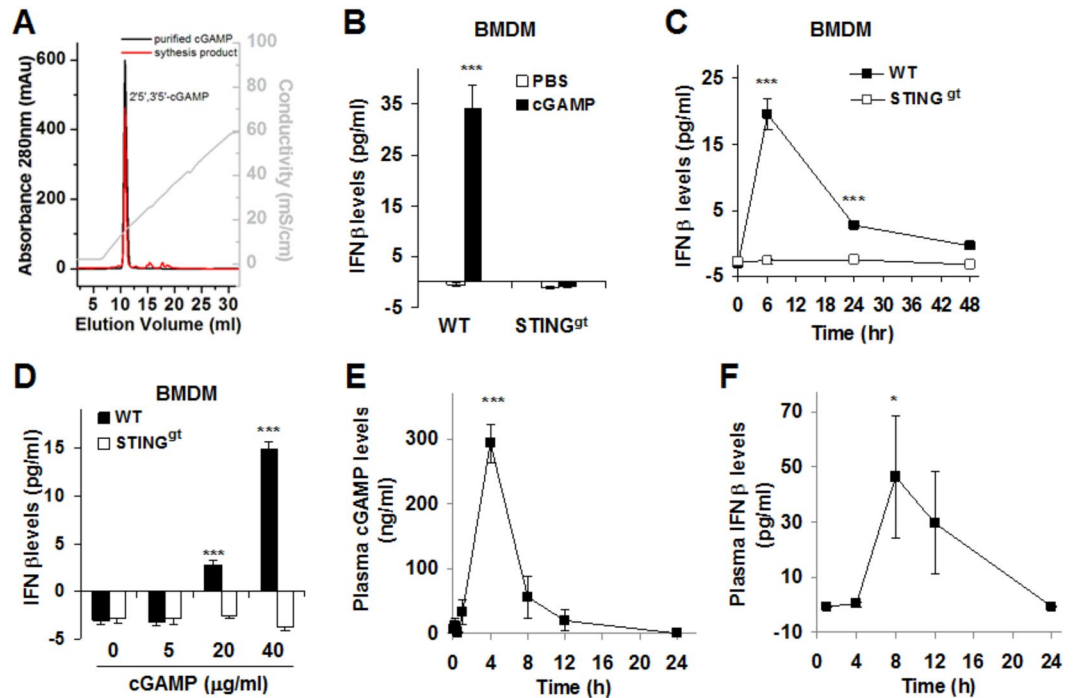 A
purified cGAMP
sythesis product
2'5',3'5'-cGAMP
Absorbance 280nm (mAu)
600
400
200
0
100
80
60
40
20
0
Conductivity (mS/cm)
0 5 10 15 20 25 30
Elution Volume (ml)
B
BMDM
PBS
cGAMP
***
IFN β levels (pg/ml)
35
25
15
5
-5
WT STINGgt
C
BMDM
WT
STINGgt
***
***
IFN β levels (pg/ml)
25
15
5
-5
0 6 12 18 24 30 36 42 48
Time (hr)
D
BMDM
WT
STINGgt
***
***
IFN β levels (pg/ml)
15
10
5
0
-5
0 5 20 40
cGAMP (μg/ml)
E
***
Plasma cGAMP levels
(ng/ml)
300
200
100
0
0 4 8 12 16 20 24
Time (h)
F
*
Plasma IFN β levels
(pg/ml)
70
50
30
10
-10
0 4 8 12 16 20 24
Time (h)